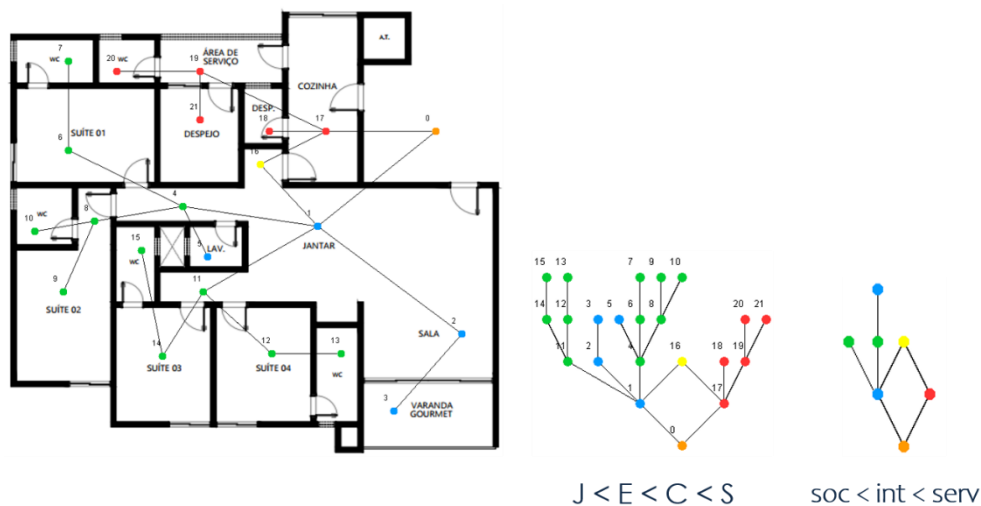 7
WC
20 WC
19
ÁREA DE
SERVIÇO
A.T.
COZINHA
21
DESPEJO
DESP.
18
17
0
SUÍTE 01
6
16
4
1
JANTAR
10
WC
8
15
WC
5
LAV.
9
SUÍTE 02
11
2
SALA
14
SUÍTE 03
12
SUÍTE 04
13
WC
3
VARANDA
GOURMET
15 13 7 9 10
14 12 3 5 6 8 20 21
11 2 4 16 18 19
1 17
0
J < E < C < S
soc < int < serv